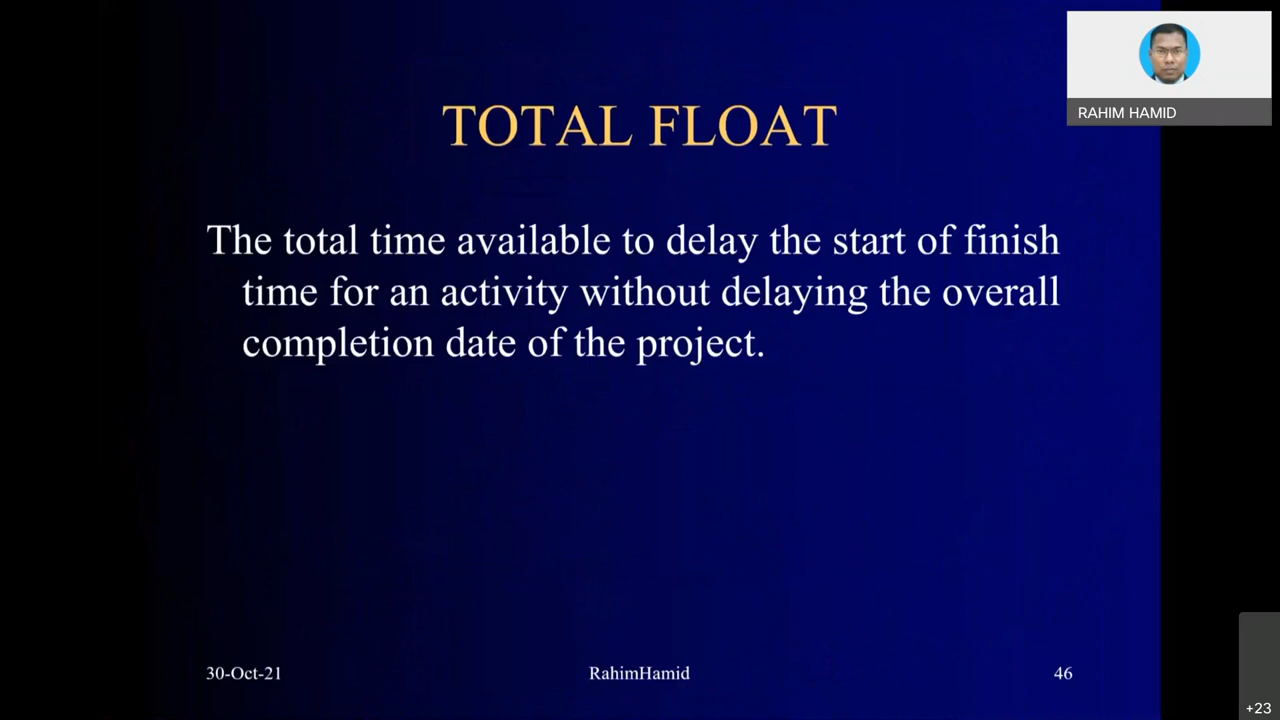 RAHIM HAMID
TOTAL FLOAT
The total time available to delay the start of finish
time for an activity without delaying the overall
completion date of the project.
30-Oct-21
RahimHamid
46
+23